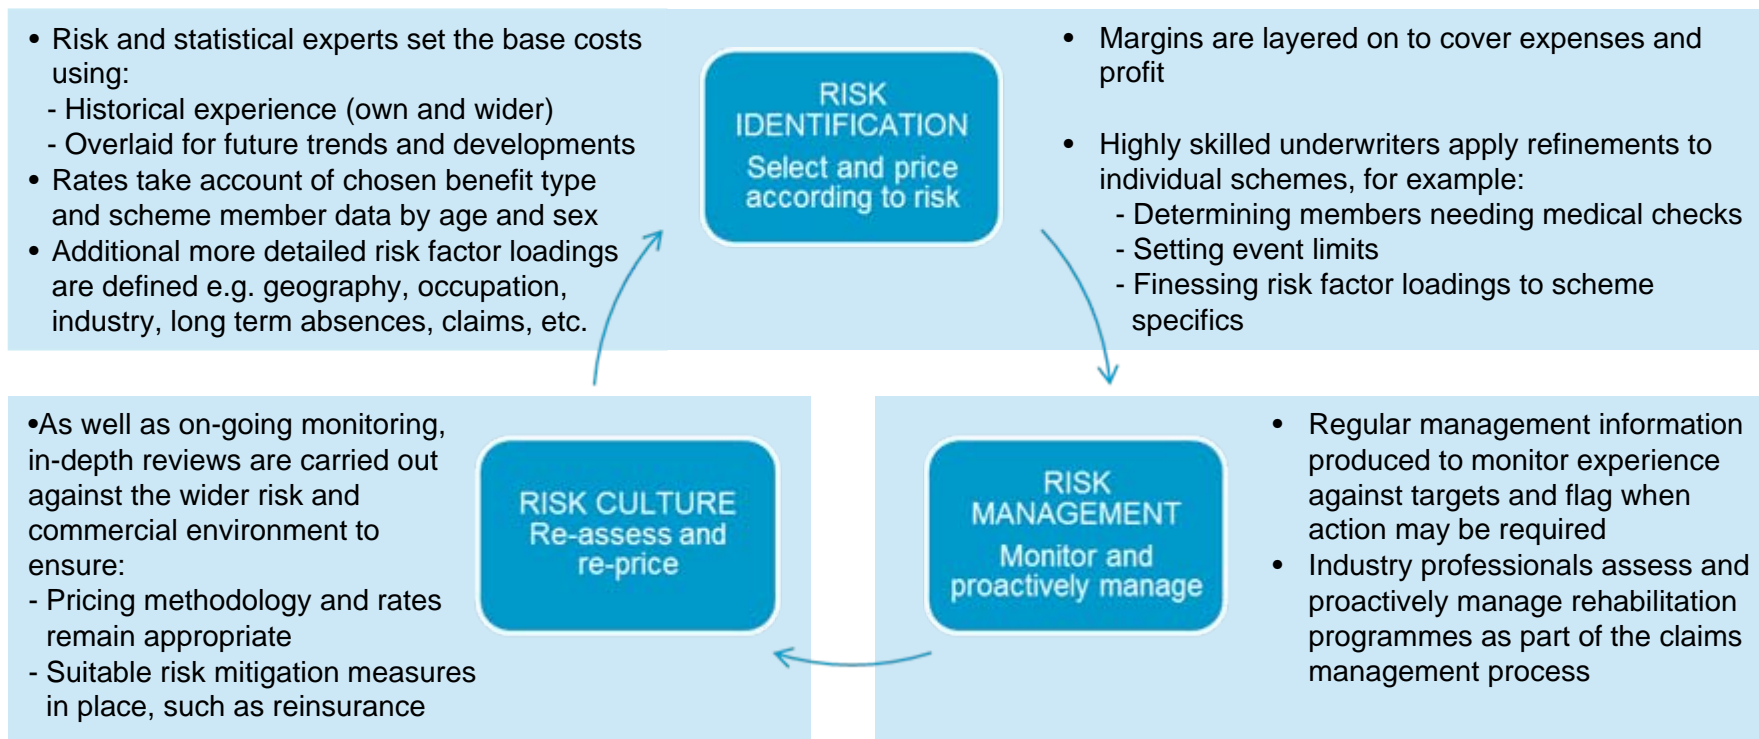 • Risk and statistical experts set the base costs
using:
- Historical experience (own and wider)
- Overlaid for future trends and developments
• Rates take account of chosen benefit type
and scheme member data by age and sex
• Additional more detailed risk factor loadings
are defined e.g. geography, occupation,
industry, long term absences, claims, etc.
RISK
IDENTIFICATION
Select and price
according to risk
• Margins are layered on to cover expenses and
profit
• Highly skilled underwriters apply refinements to
individual schemes, for example:
- Determining members needing medical checks
- Setting event limits
- Finessing risk factor loadings to scheme
specifics
•As well as on-going monitoring,
in-depth reviews are carried out
against the wider risk and
commercial environment to
ensure:
- Pricing methodology and rates
remain appropriate
- Suitable risk mitigation measures
in place, such as reinsurance
RISK CULTURE
Re-assess and
re-price
RISK
MANAGEMENT
Monitor and
proactively manage
• Regular management information
produced to monitor experience
against targets and flag when
action may be required
• Industry professionals assess and
proactively manage rehabilitation
programmes as part of the claims
management process